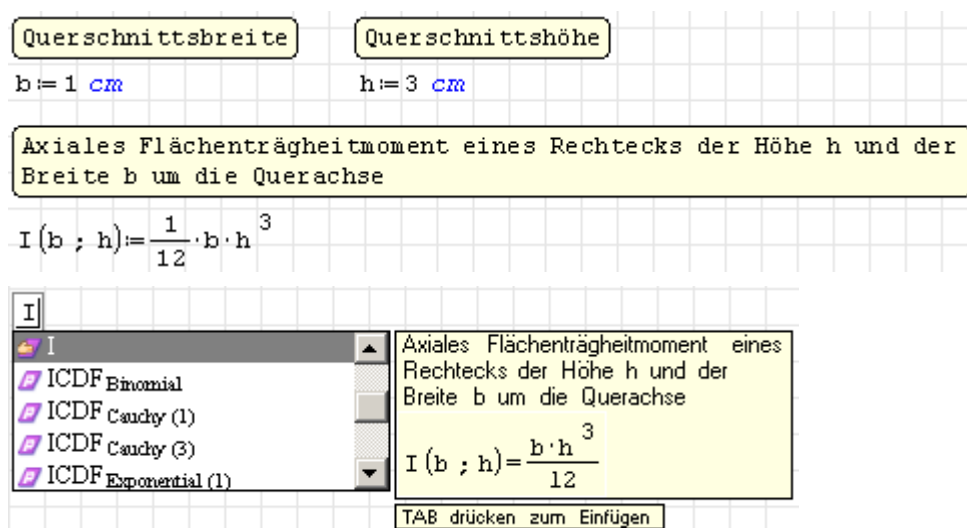 Querschnittsbreite Querschnittshöhe
b≔1 cm h≔3 cm
Axiales Flächenträgheitmoment eines Rechtecks der Höhe h und der
Breite b um die Querachse
I(b ; h)≔1/12·b·h^3
I
I
ICDF Binomial
ICDF Cauchy (1)
ICDF Cauchy (3)
ICDF Exponential (1)
Axiales Flächenträgheitmoment eines
Rechtecks der Höhe h und der
Breite b um die Querachse
I(b ; h)=b·h^3/12
TAB drücken zum Einfügen